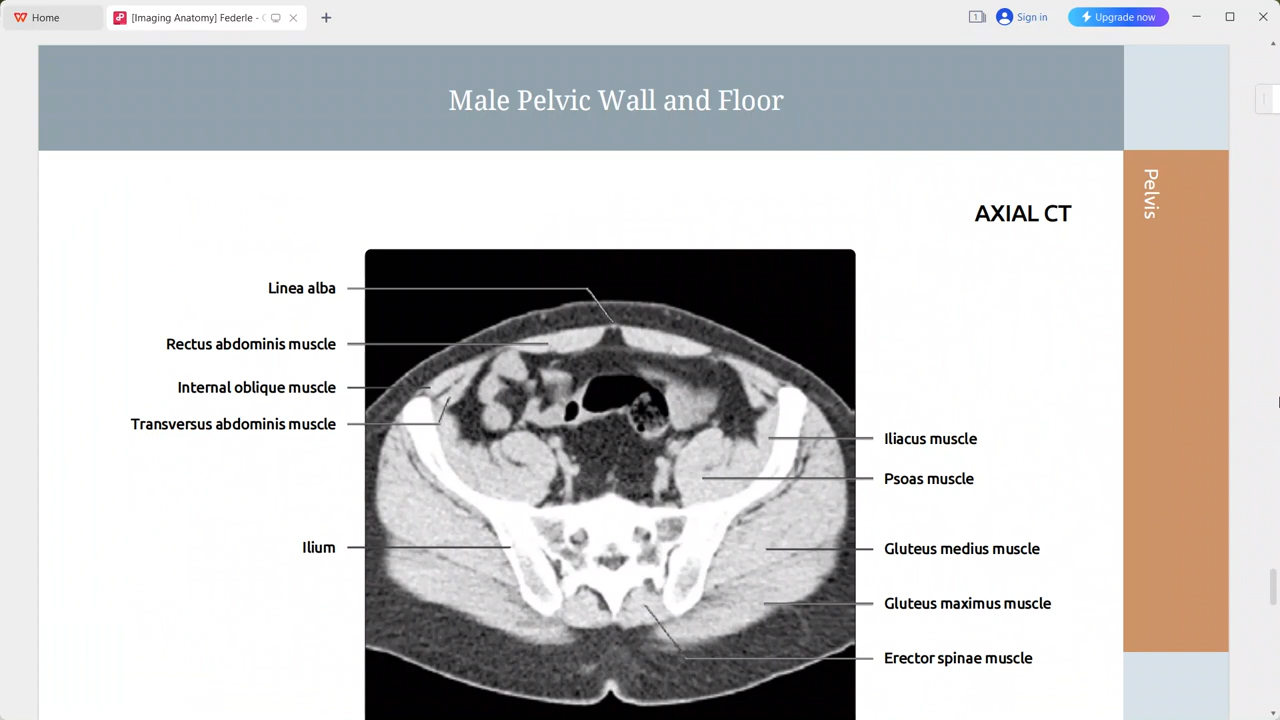 Home
[Imaging Anatomy] Federle -
1
Sign in
Upgrade now
Male Pelvic Wall and Floor
Pelvis
AXIAL CT
Linea alba
Rectus abdominis muscle
Internal oblique muscle
Transversus abdominis muscle
Iliacus muscle
Psoas muscle
Ilium
Gluteus medius muscle
Gluteus maximus muscle
Erector spinae muscle